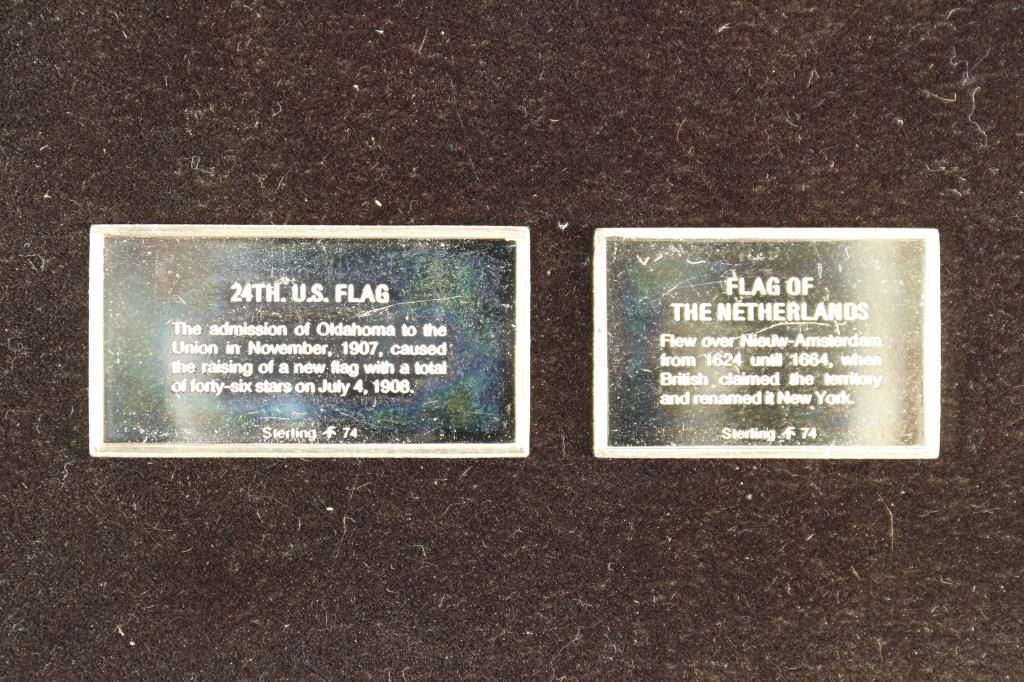 24TH. U.S. FLAG
The admission of Oklahoma to the
Union in November, 1907, caused
the raising of a new flag with a total
of forty-six stars on July 4, 1908.
Sterling 74
FLAG OF
THE NETHERLANDS
Flew over Nieuw-Amsterdam
from 1624 until 1664, when
British claimed the territory
and renamed it New York.
Sterling 74